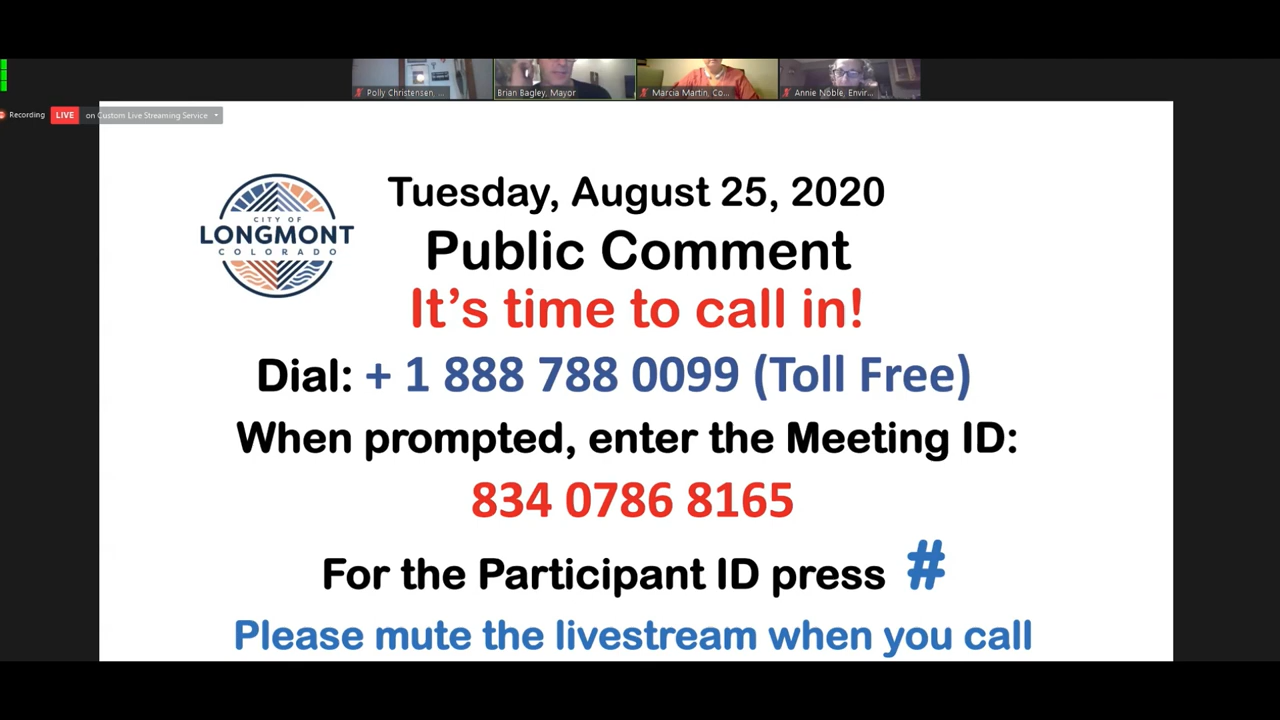 Polly Christensen, ...
Brian Bagley, Mayor
Marcia Martin, Co...
Annie Noble, Envir...
Recording
LIVE
on Custom Live Streaming Service
CITY OF
LONGMONT
COLORADO
Tuesday, August 25, 2020
Public Comment
It's time to call in!
Dial: + 1 888 788 0099 (Toll Free)
When prompted, enter the Meeting ID:
834 0786 8165
For the Participant ID press #
Please mute the livestream when you call